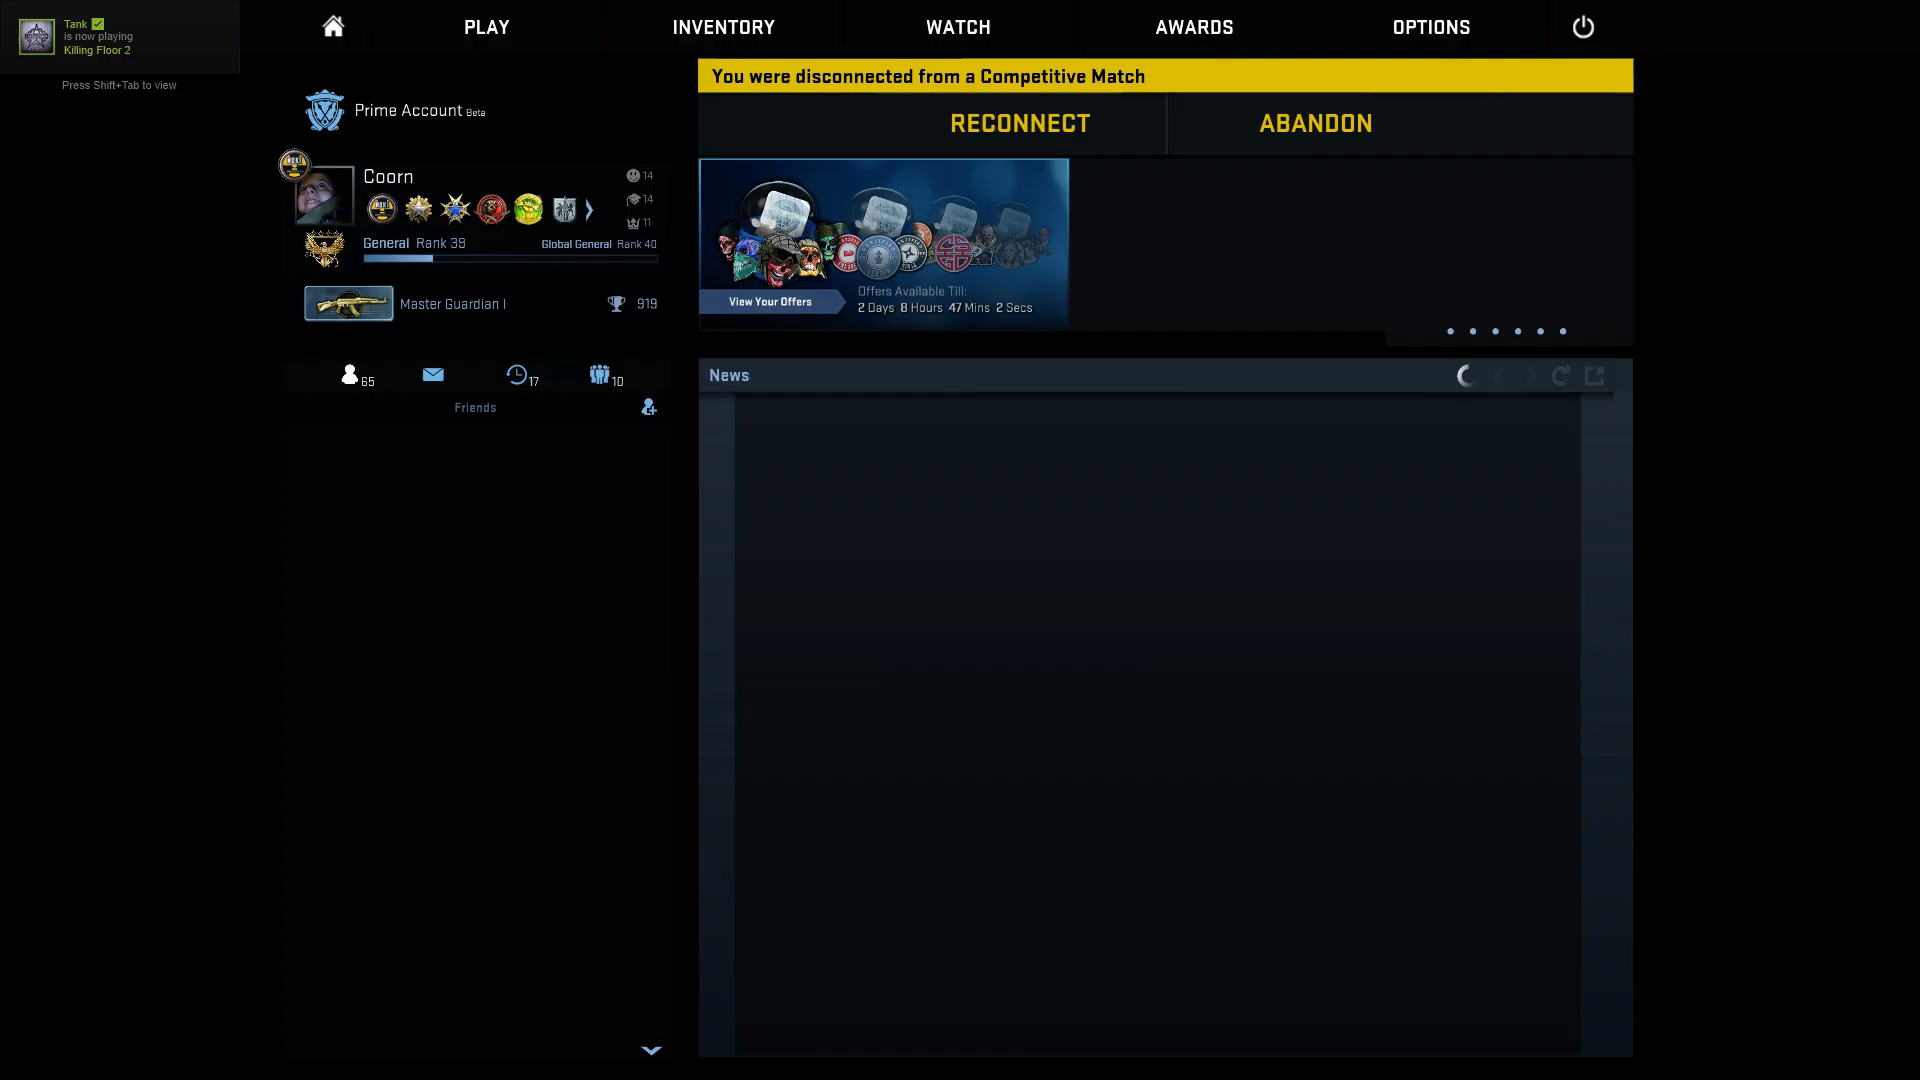 Tank
is now playing
Killing Floor 2
Press Shift+Tab to view
PLAY
INVENTORY
WATCH
AWARDS
OPTIONS
You were disconnected from a Competitive Match
RECONNECT
ABANDON
Prime Account Beta
Coorn
14
14
11
General Rank 39
Global General Rank 40
Master Guardian I
919
View Your Offers
Offers Available Till:
2 Days 8 Hours 47 Mins 2 Secs
65
17
10
Friends
News